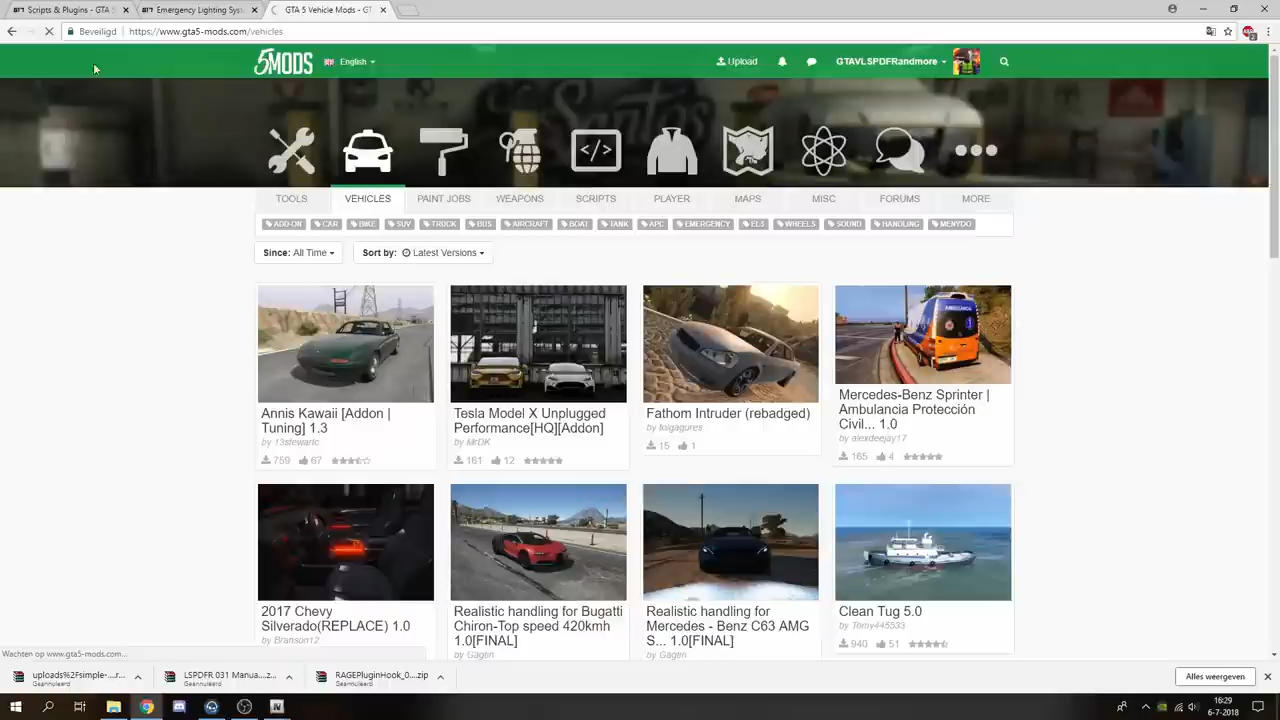 Scripts & Plugins - GTA 5
Emergency Lighting Sys
GTA 5 Vehicle Mods - GT
Beveiligd
https://www.gta5-mods.com/vehicles
5MODS
English
Upload
GTAVLSPDFRandmore
TOOLS
VEHICLES
PAINT JOBS
WEAPONS
SCRIPTS
PLAYER
MAPS
MISC
FORUMS
MORE
ADD-ON
CAR
BIKE
SUV
TRUCK
BUS
AIRCRAFT
BOAT
TANK
APC
EMERGENCY
ELS
WHEELS
SOUND
HANDLING
MENYOO
Since: All Time
Sort by: Latest Versions
Annis Kawaii [Addon |
Tuning] 1.3
by 13stewartc
759 67
Tesla Model X Unplugged
Performance[HQ][Addon]
by MrDK
161 12
Fathom Intruder (rebadged)
15 1
Mercedes-Benz Sprinter |
Ambulancia Protección
Civil... 1.0
by alexdeejay17
165 4
2017 Chevy
Silverado(REPLACE) 1.0
by Branson12
Realistic handling for Bugatti
Chiron-Top speed 420kmh
1.0[FINAL]
by Gagtin
Realistic handling for
Mercedes - Benz C63 AMG
S... 1.0[FINAL]
by Gagtin
Clean Tug 5.0
by Tomy445533
940 51
Wachten op www.gta5-mods.com...
uploads%2Fsimple-...r...
Geannuleerd
LSPDFR 031 Manua...z...
Geannuleerd
RAGEPluginHook_0....zip
Geannuleerd
Alles weergeven
16:29
6-7-2018